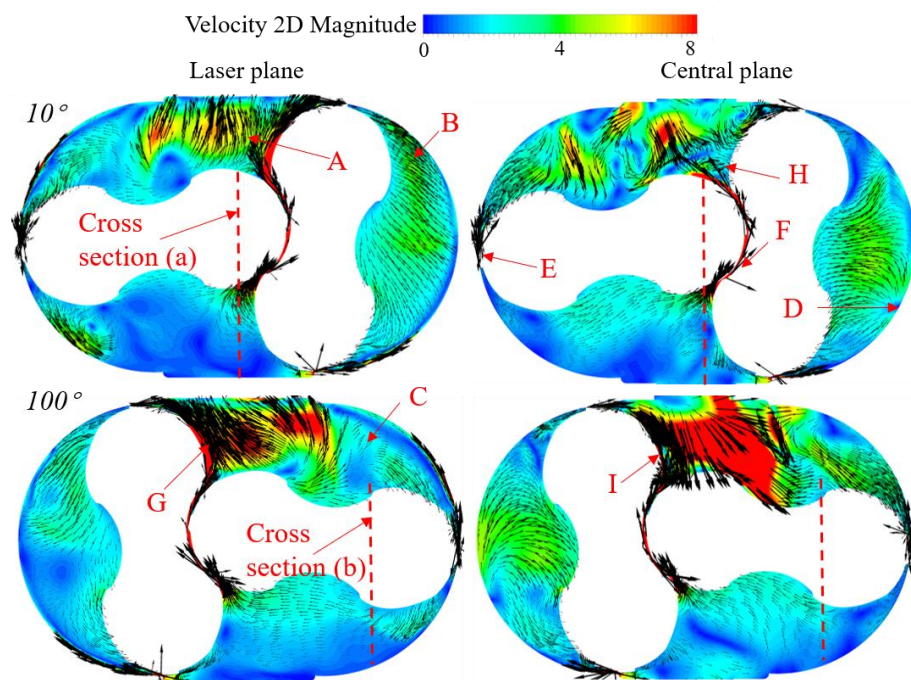 Velocity 2D Magnitude
0 4 8
Laser plane Central plane
10°
B
A
H
Cross
section (a)
F
E
D
100°
C
G
I
Cross
section (b)